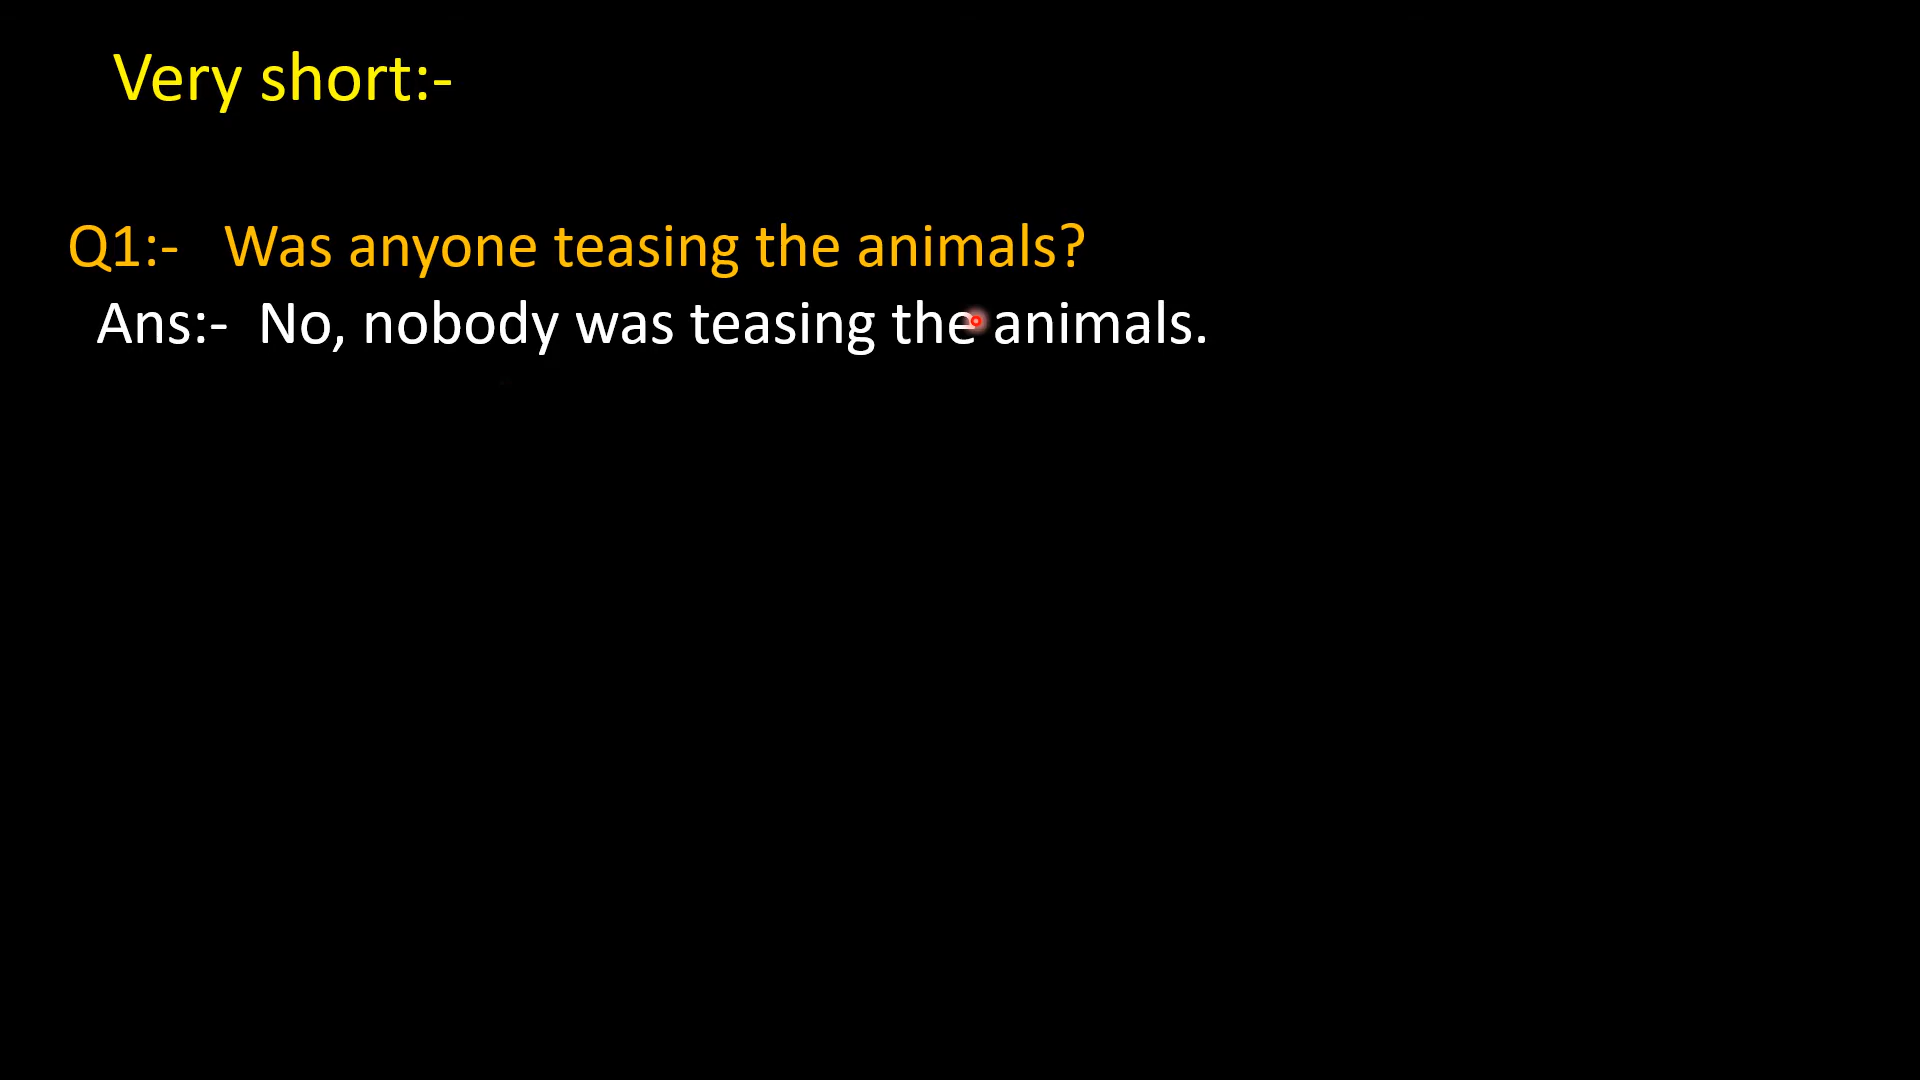 Very short:-
Q1:- Was anyone teasing the animals?
Ans:- No, nobody was teasing the animals.